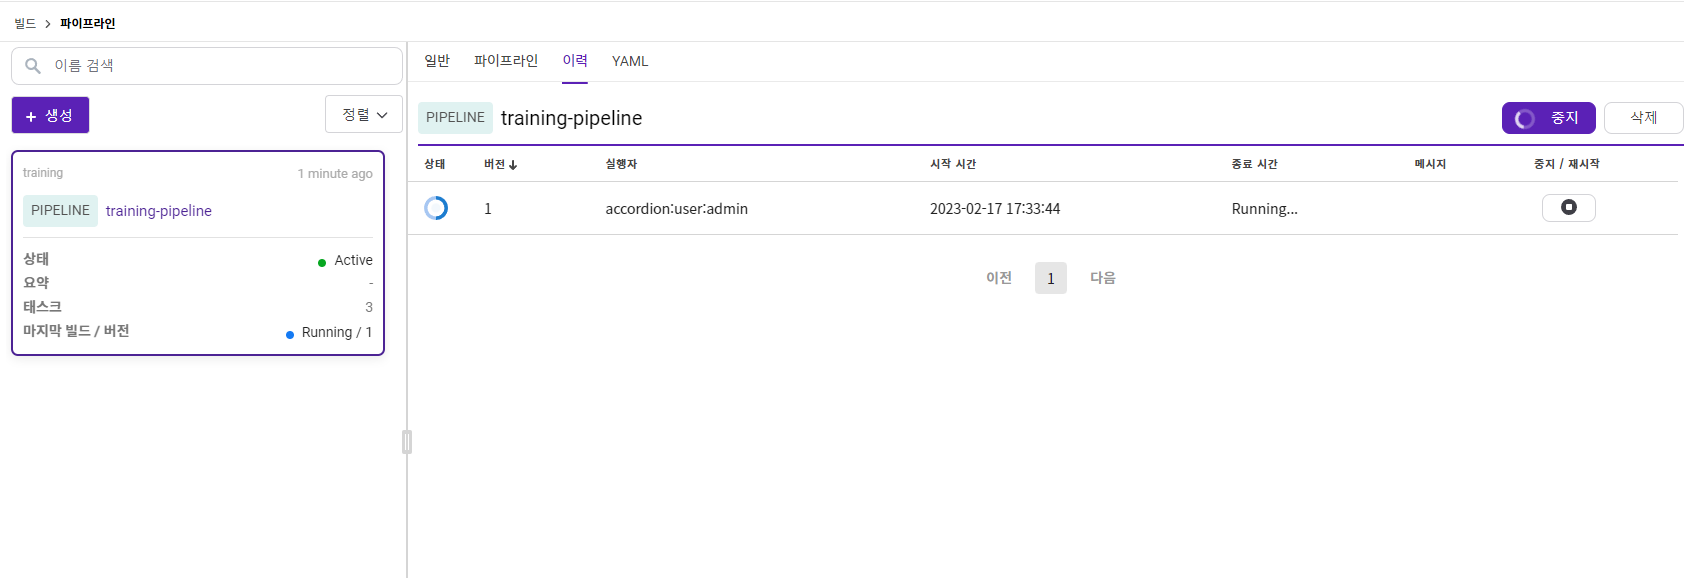 빌드 > 파이프라인
이름 검색
+ 생성
정렬
training
1 minute ago
PIPELINE training-pipeline
상태 Active
요약 -
태스크 3
마지막 빌드 / 버전 Running / 1
일반 파이프라인 이력 YAML
PIPELINE training-pipeline
중지 삭제
상태 버전 실행자 시작 시간 종료 시간 메시지 중지 / 재시작
1 accordion:user:admin 2023-02-17 17:33:44 Running...
이전 1 다음